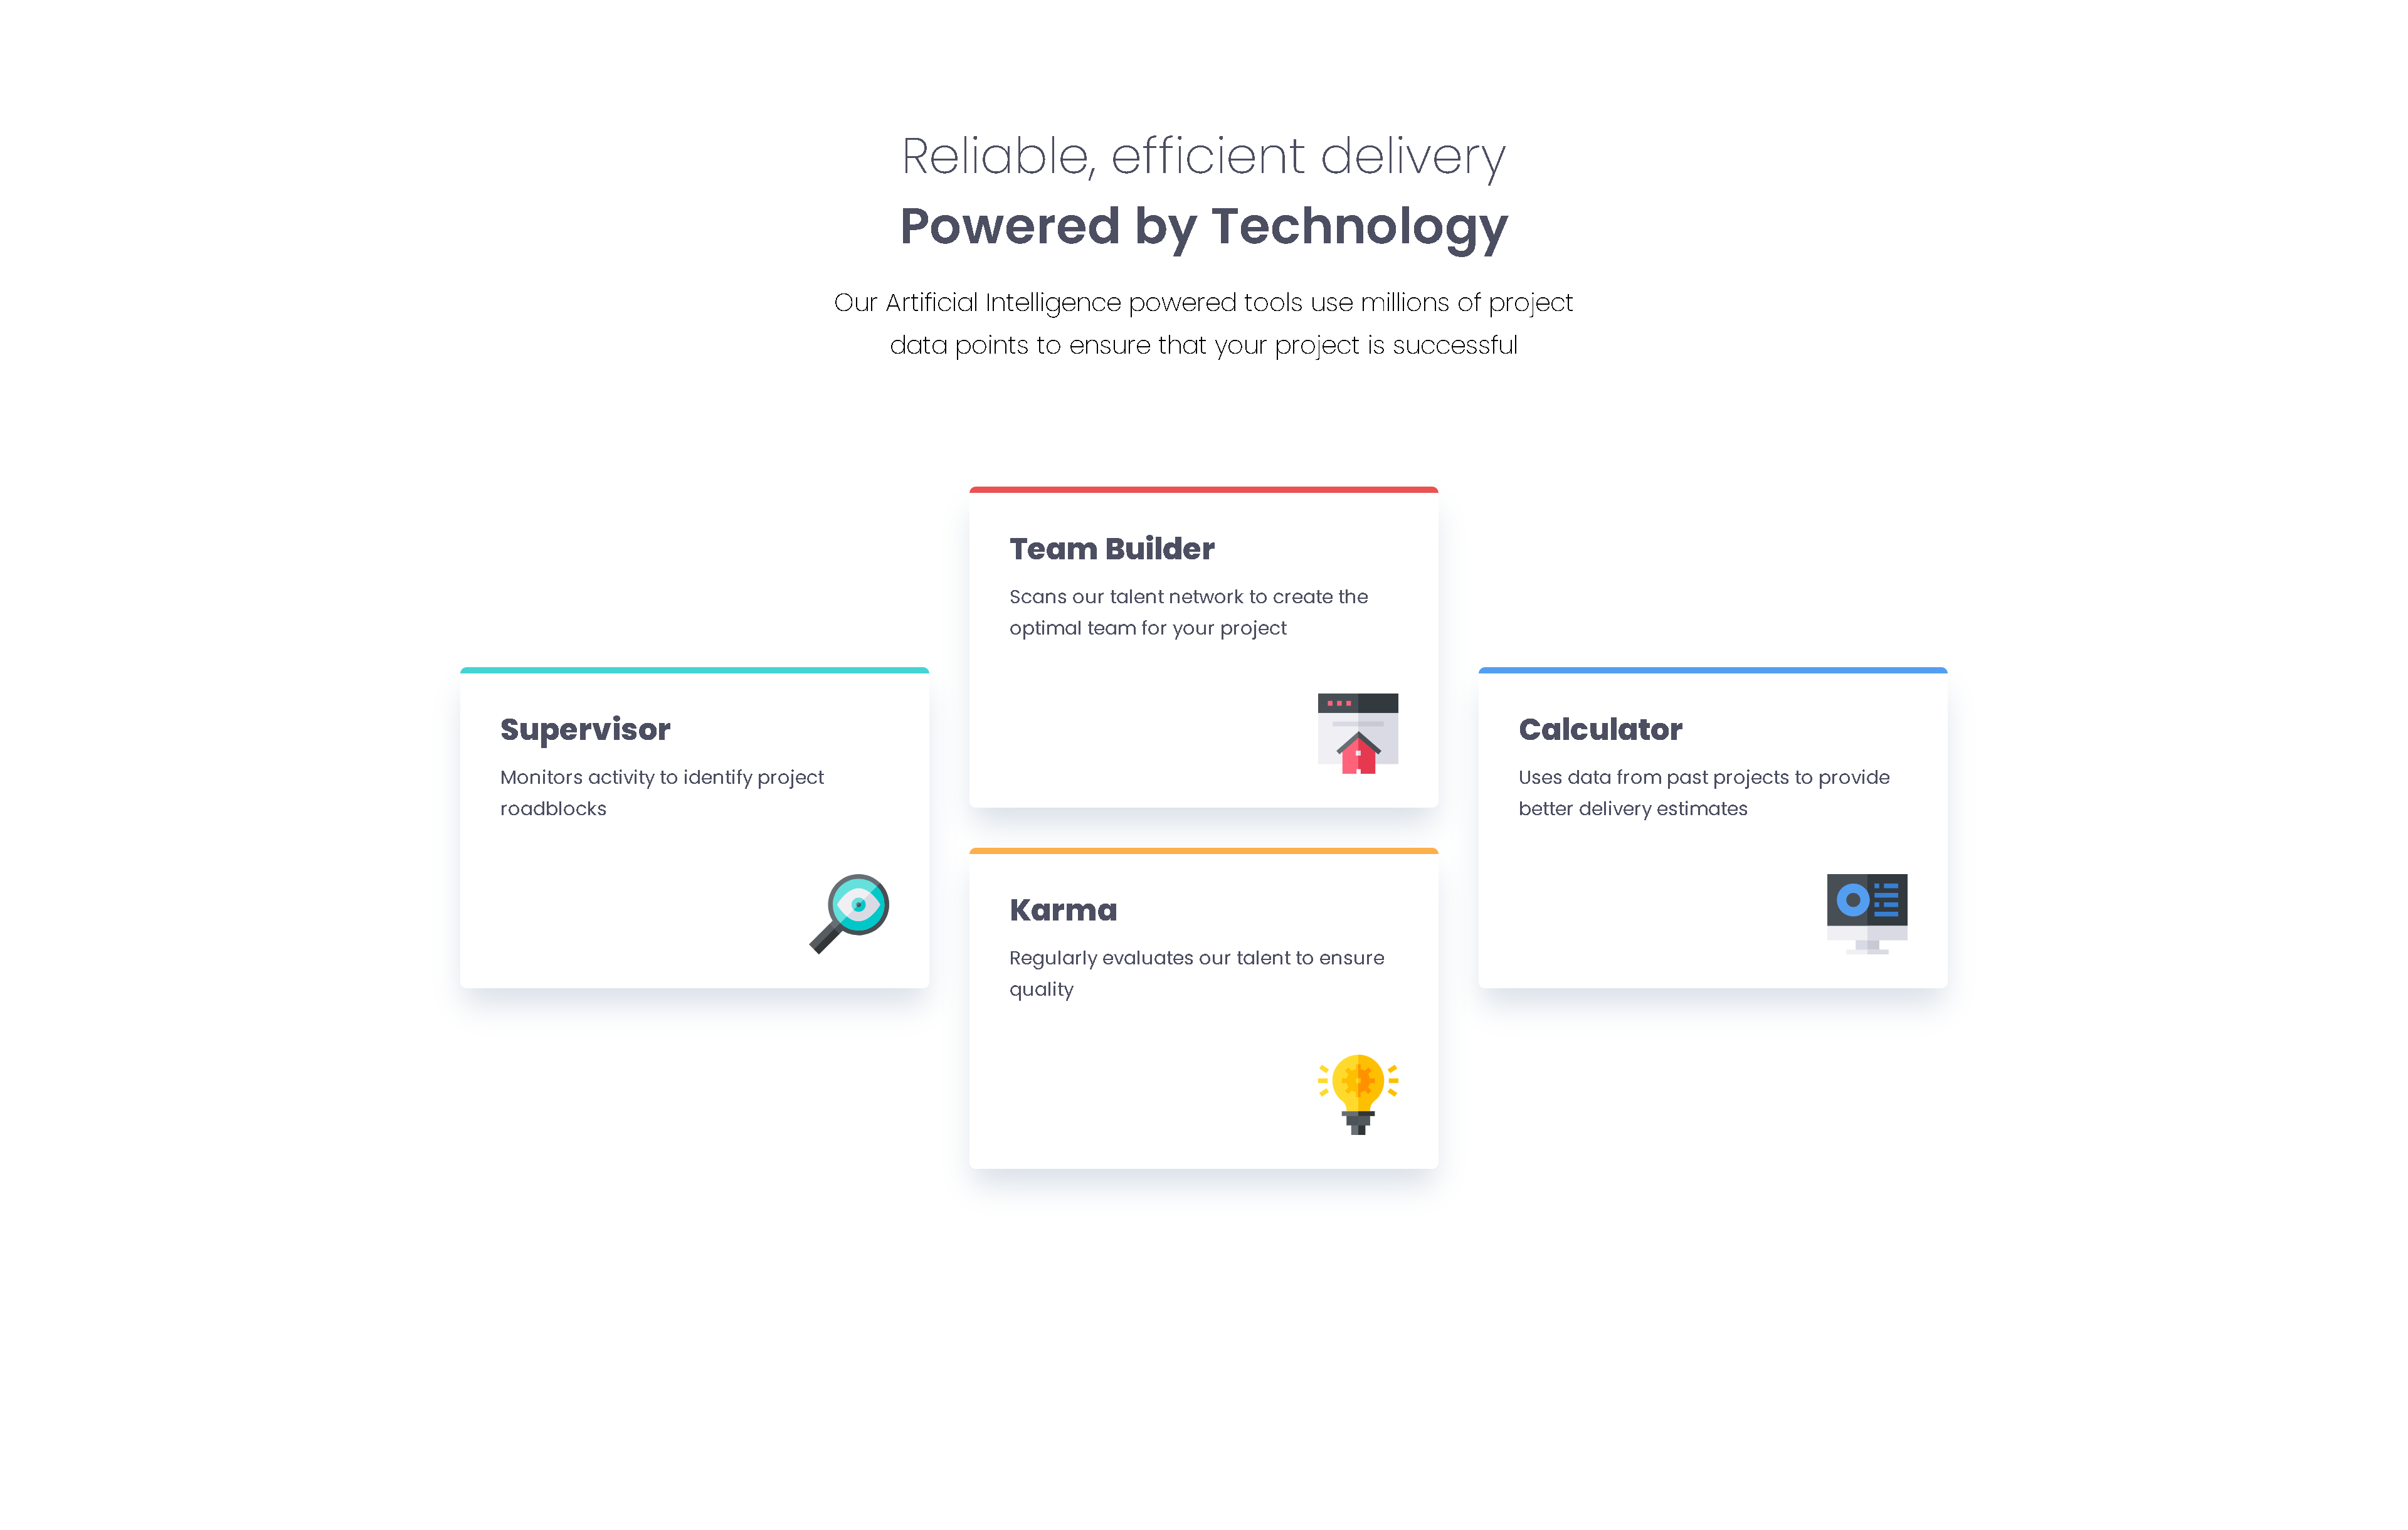 Reliable, efficient delivery
Powered by Technology
Our Artificial Intelligence powered tools use millions of project
data points to ensure that your project is successful
Supervisor
Monitors activity to identify project
roadblocks
Team Builder
Scans our talent network to create the
optimal team for your project
Karma
Regularly evaluates our talent to ensure
quality
Calculator
Uses data from past projects to provide
better delivery estimates